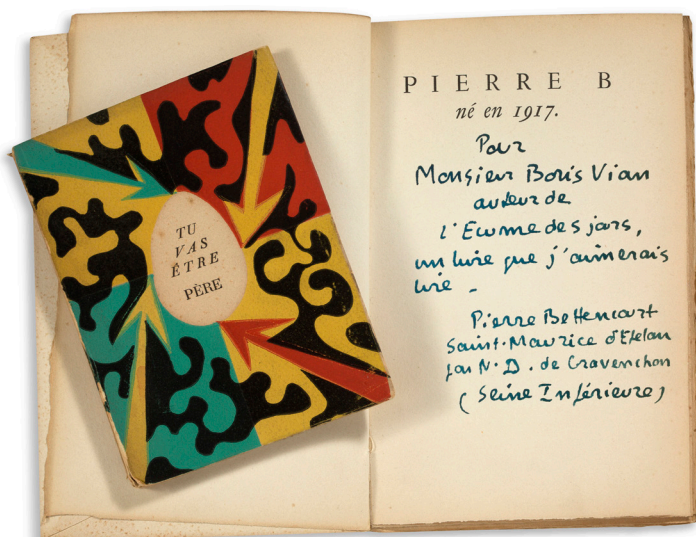 TU
VAS
ÊTRE
PÈRE
PIERRE B
né en 1917.
Pour
Monsieur Boris Vian
auteur de
l'Ecume des jours,
un livre que j'aimerais
lire -
Pierre Bettencourt
Saint-Maurice d'Etelan
par N.D. de Gravenchon
(Seine Inférieure)